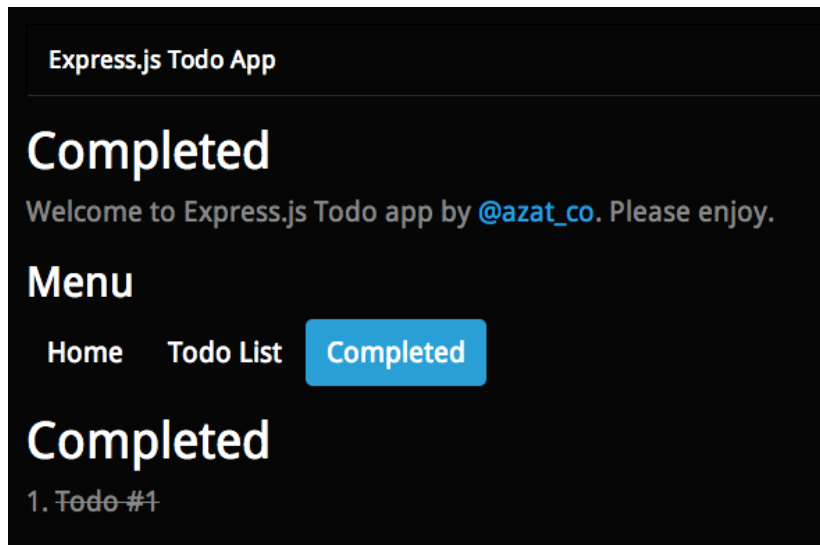 Express.js Todo App
Completed
Welcome to Express.js Todo app by @azat_co. Please enjoy.
Menu
Home Todo List Completed
Completed
1. Todo #1